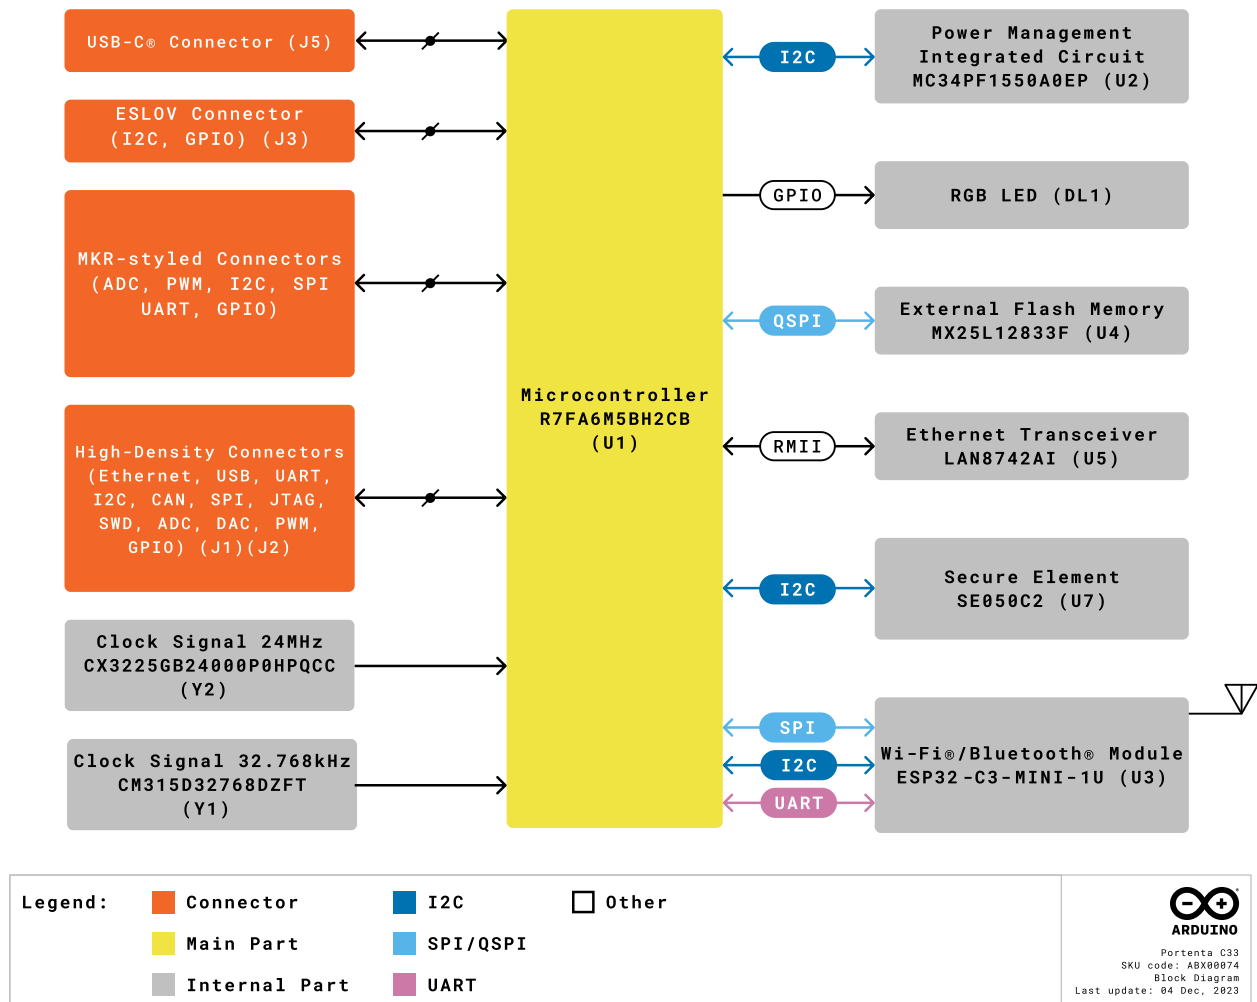 USB-C® Connector (J5)
ESLOV Connector
(I2C, GPIO) (J3)
MKR-styled Connectors
(ADC, PWM, I2C, SPI
UART, GPIO)
High-Density Connectors
(Ethernet, USB, UART,
I2C, CAN, SPI, JTAG,
SWD, ADC, DAC, PWM,
GPIO) (J1)(J2)
Clock Signal 24MHz
CX3225GB24000P0HPQCC
(Y2)
Clock Signal 32.768kHz
CM315D32768DZFT
(Y1)
Microcontroller
R7FA6M5BH2CB
(U1)
I2C
Power Management
Integrated Circuit
MC34PF1550A0EP (U2)
GPIO
RGB LED (DL1)
QSPI
External Flash Memory
MX25L12833F (U4)
RMII
Ethernet Transceiver
LAN8742AI (U5)
I2C
Secure Element
SE050C2 (U7)
SPI
I2C
UART
Wi-Fi®/Bluetooth® Module
ESP32-C3-MINI-1U (U3)
Legend:
Connector
Main Part
Internal Part
I2C
SPI/QSPI
UART
Other
ARDUINO
Portenta C33
SKU code: ABX00074
Block Diagram
Last update: 04 Dec, 2023